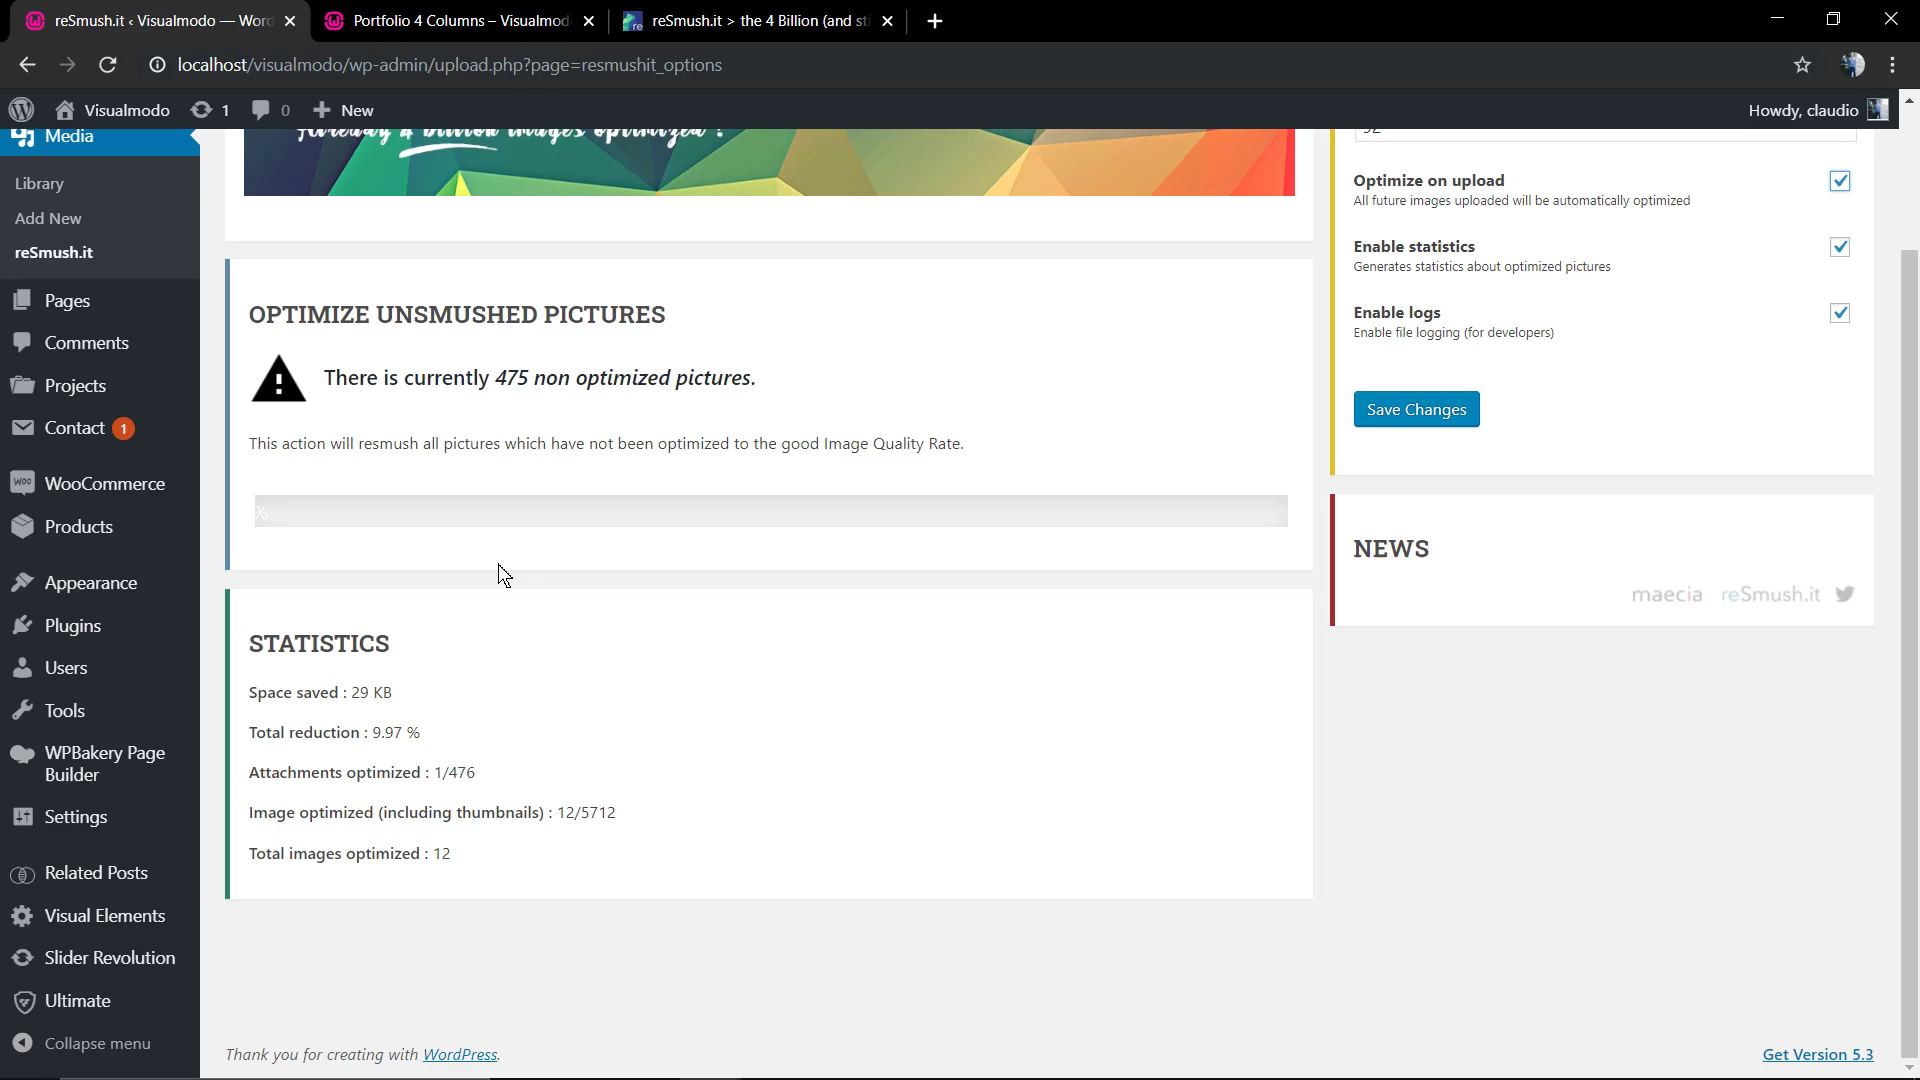 reSmush.it ‹ Visualmodo — Word
Portfolio 4 Columns – Visualmod
reSmush.it > the 4 Billion (and sti
localhost/visualmodo/wp-admin/upload.php?page=resmushit_options
Visualmodo
1
0
New
Howdy, claudio
Media
Library
Add New
reSmush.it
Pages
Comments
Projects
Contact 1
WooCommerce
Products
Appearance
Plugins
Users
Tools
WPBakery Page
Builder
Settings
Related Posts
Visual Elements
Slider Revolution
Ultimate
Collapse menu
Already 4 billion images optimized !
OPTIMIZE UNSMUSHED PICTURES
There is currently 475 non optimized pictures.
This action will resmush all pictures which have not been optimized to the good Image Quality Rate.
%
STATISTICS
Space saved : 29 KB
Total reduction : 9.97 %
Attachments optimized : 1/476
Image optimized (including thumbnails) : 12/5712
Total images optimized : 12
Optimize on upload
All future images uploaded will be automatically optimized
Enable statistics
Generates statistics about optimized pictures
Enable logs
Enable file logging (for developers)
Save Changes
NEWS
maecia reSmush.it
Thank you for creating with WordPress.
Get Version 5.3